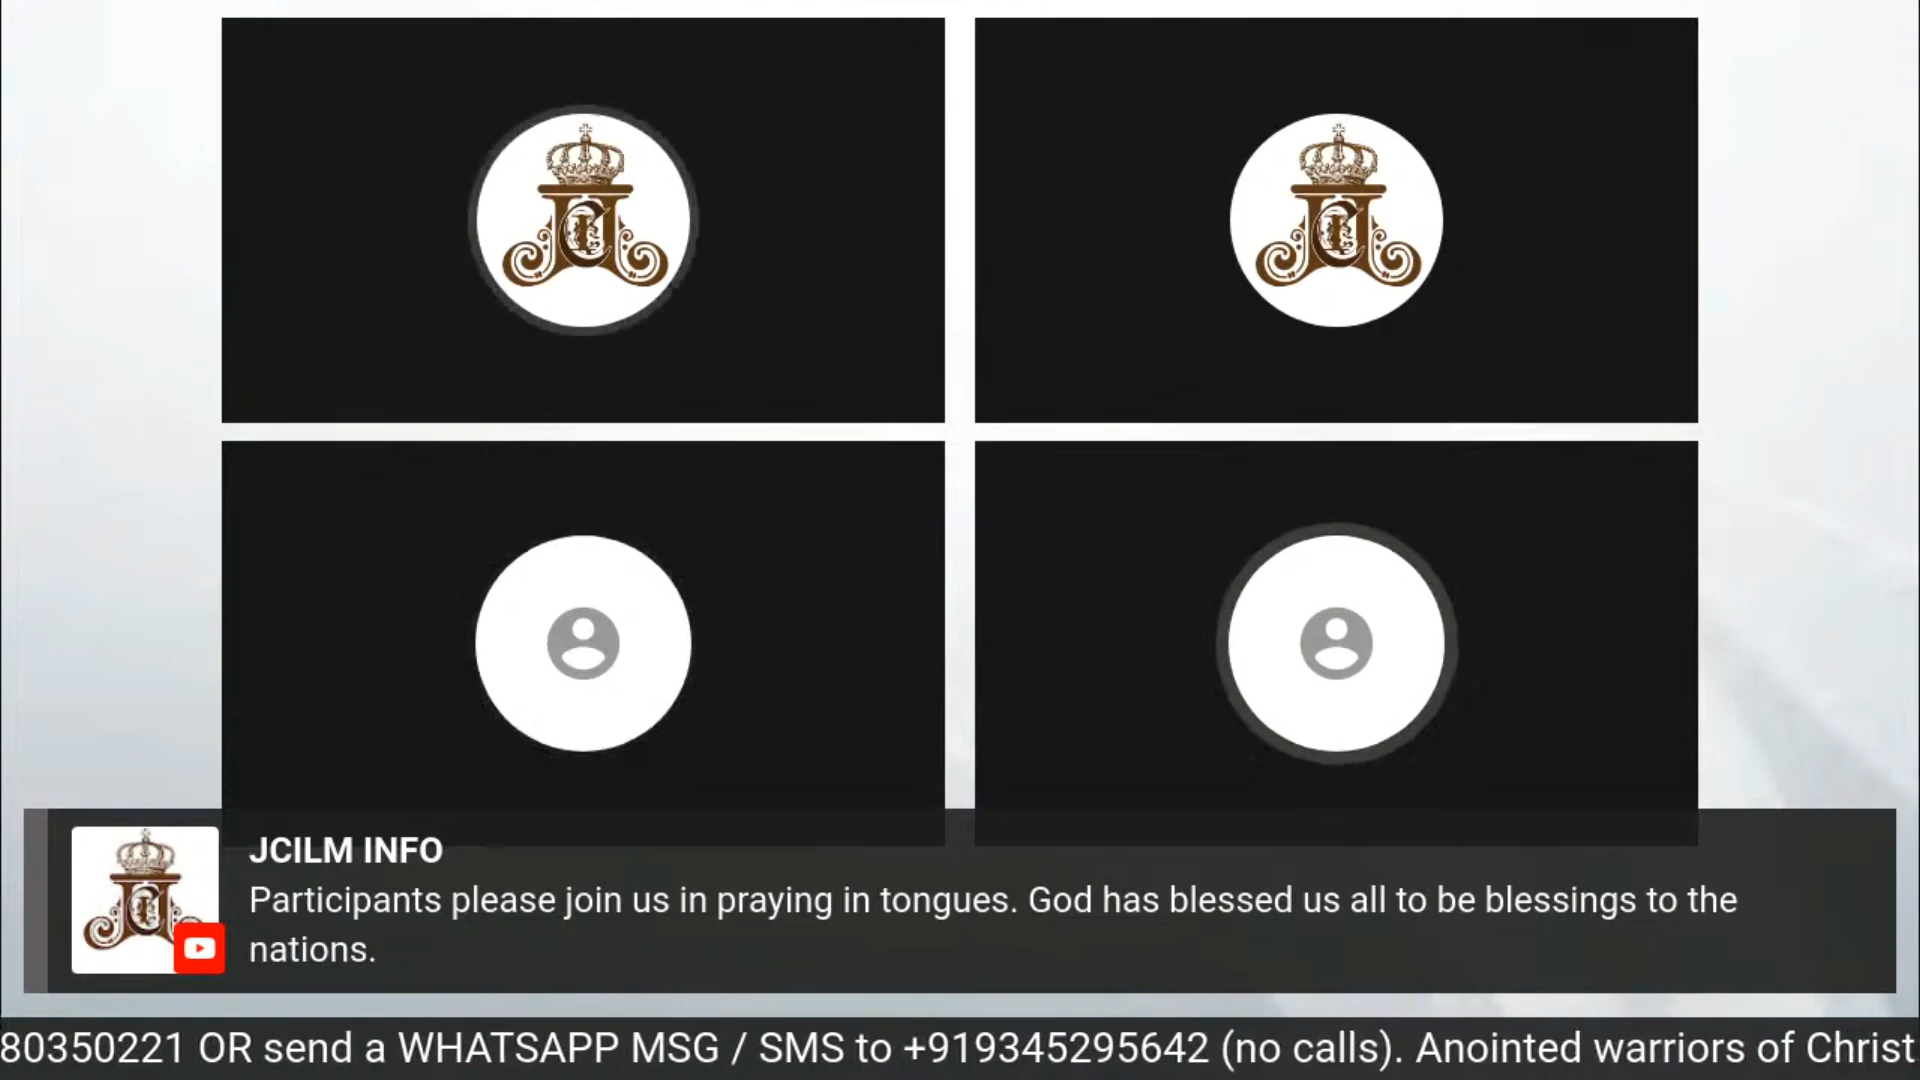 JCILM INFO
Participants please join us in praying in tongues. God has blessed us all to be blessings to the
nations.
80350221 OR send a WHATSAPP MSG / SMS to +919345295642 (no calls). Anointed warriors of Christ